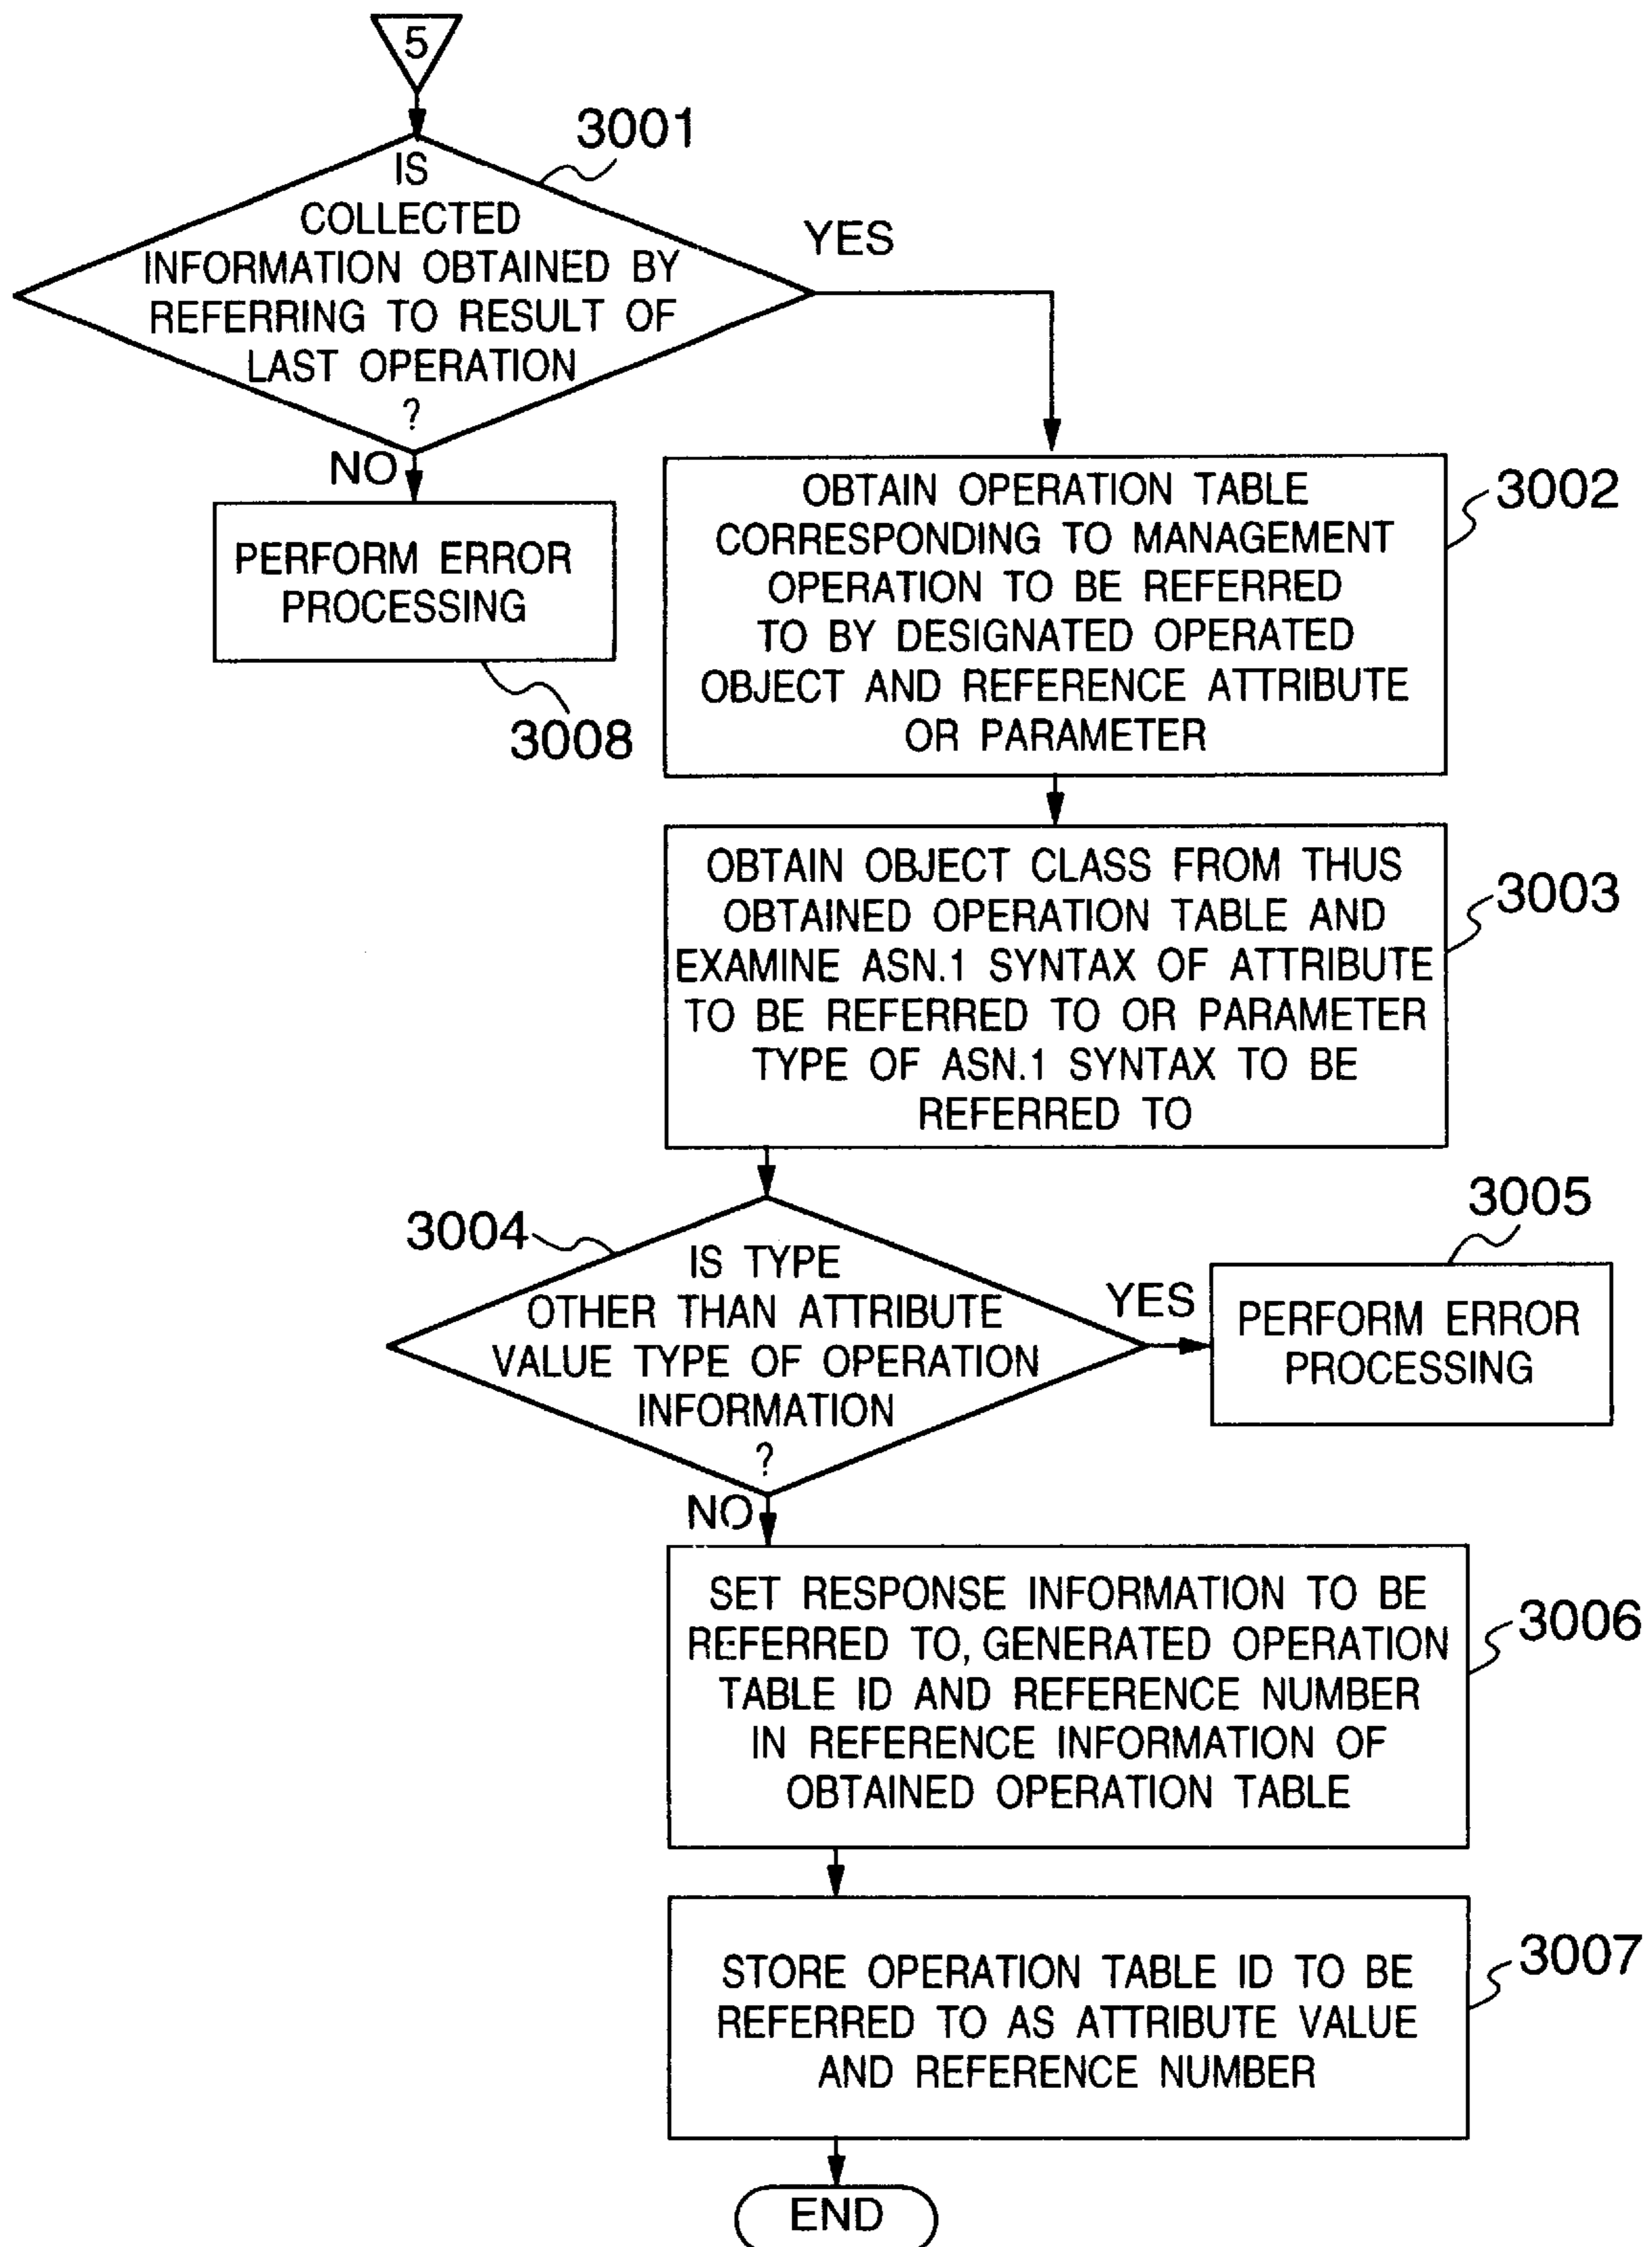 5
3001
IS
COLLECTED
INFORMATION OBTAINED BY
REFERRING TO RESULT OF
LAST OPERATION
?
YES
NO
PERFORM ERROR
PROCESSING
3008
OBTAIN OPERATION TABLE
CORRESPONDING TO MANAGEMENT
OPERATION TO BE REFERRED
TO BY DESIGNATED OPERATED
OBJECT AND REFERENCE ATTRIBUTE
OR PARAMETER
3002
OBTAIN OBJECT CLASS FROM THUS
OBTAINED OPERATION TABLE AND
EXAMINE ASN.1 SYNTAX OF ATTRIBUTE
TO BE REFERRED TO OR PARAMETER
TYPE OF ASN.1 SYNTAX TO BE
REFERRED TO
3003
3004
IS TYPE
OTHER THAN ATTRIBUTE
VALUE TYPE OF OPERATION
INFORMATION
?
YES
3005
PERFORM ERROR
PROCESSING
NO
SET RESPONSE INFORMATION TO BE
REFERRED TO, GENERATED OPERATION
TABLE ID AND REFERENCE NUMBER
IN REFERENCE INFORMATION OF
OBTAINED OPERATION TABLE
3006
STORE OPERATION TABLE ID TO BE
REFERRED TO AS ATTRIBUTE VALUE
AND REFERENCE NUMBER
3007
END